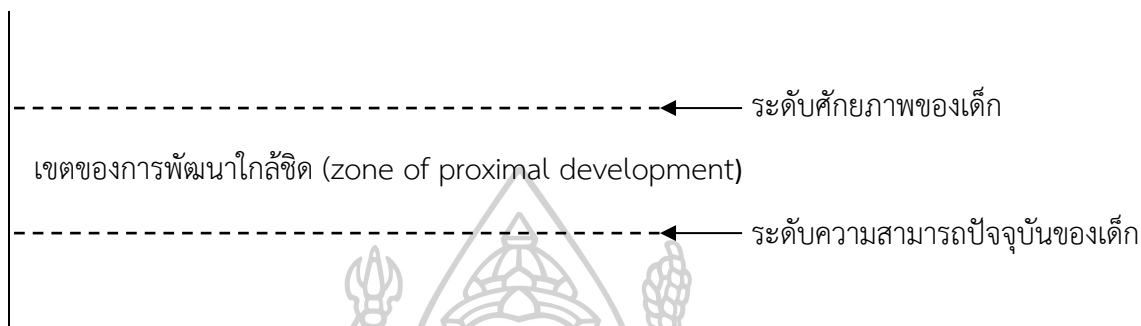 ระดับศักยภาพของเด็ก
เขตของการพัฒนาใกล้ชิด (zone of proximal development)
ระดับความสามารถปัจจุบันของเด็ก